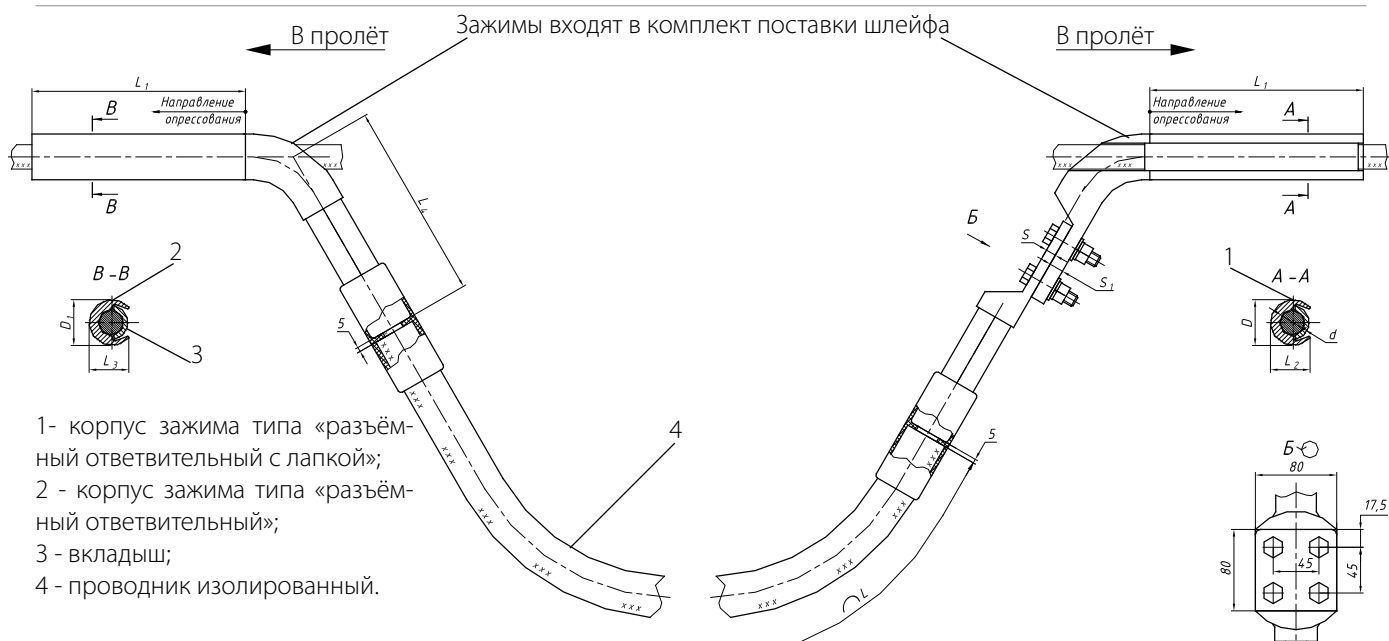 В пролёт
Зажимы входят в комплект поставки шлейфа
В пролёт
L1
В
Направление
опрессования
В
L4
L1
Направление
опрессования
А
А
Б
S
S1
2
В - В
D1
L3
3
5
1
А - А
D
d
L2
1- корпус зажима типа «разъём-
ный ответвительный с лапкой»;
2 - корпус зажима типа «разъём-
ный ответвительный»;
3 - вкладыш;
4 - проводник изолированный.
4
5
L
Б
80
17,5
80
45
45